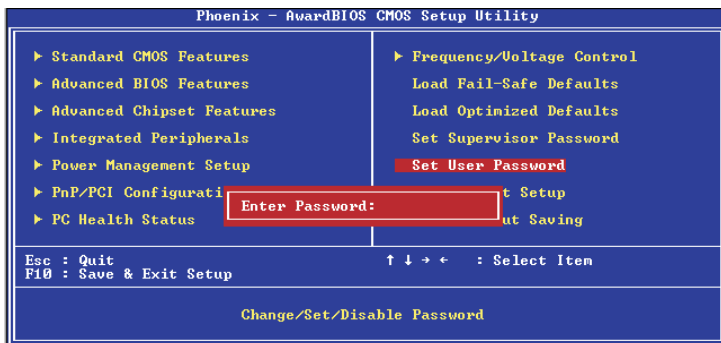 Phoenix - AwardBIOS CMOS Setup Utility
▶ Standard CMOS Features
▶ Advanced BIOS Features
▶ Advanced Chipset Features
▶ Integrated Peripherals
▶ Power Management Setup
▶ PnP/PCI Configurati
▶ PC Health Status
▶ Frequency/Voltage Control
Load Fail-Safe Defaults
Load Optimized Defaults
Set Supervisor Password
Set User Password
t Setup
ut Saving
Enter Password:
Esc : Quit
F10 : Save & Exit Setup
↑ ↓ → ← : Select Item
Change/Set/Disable Password